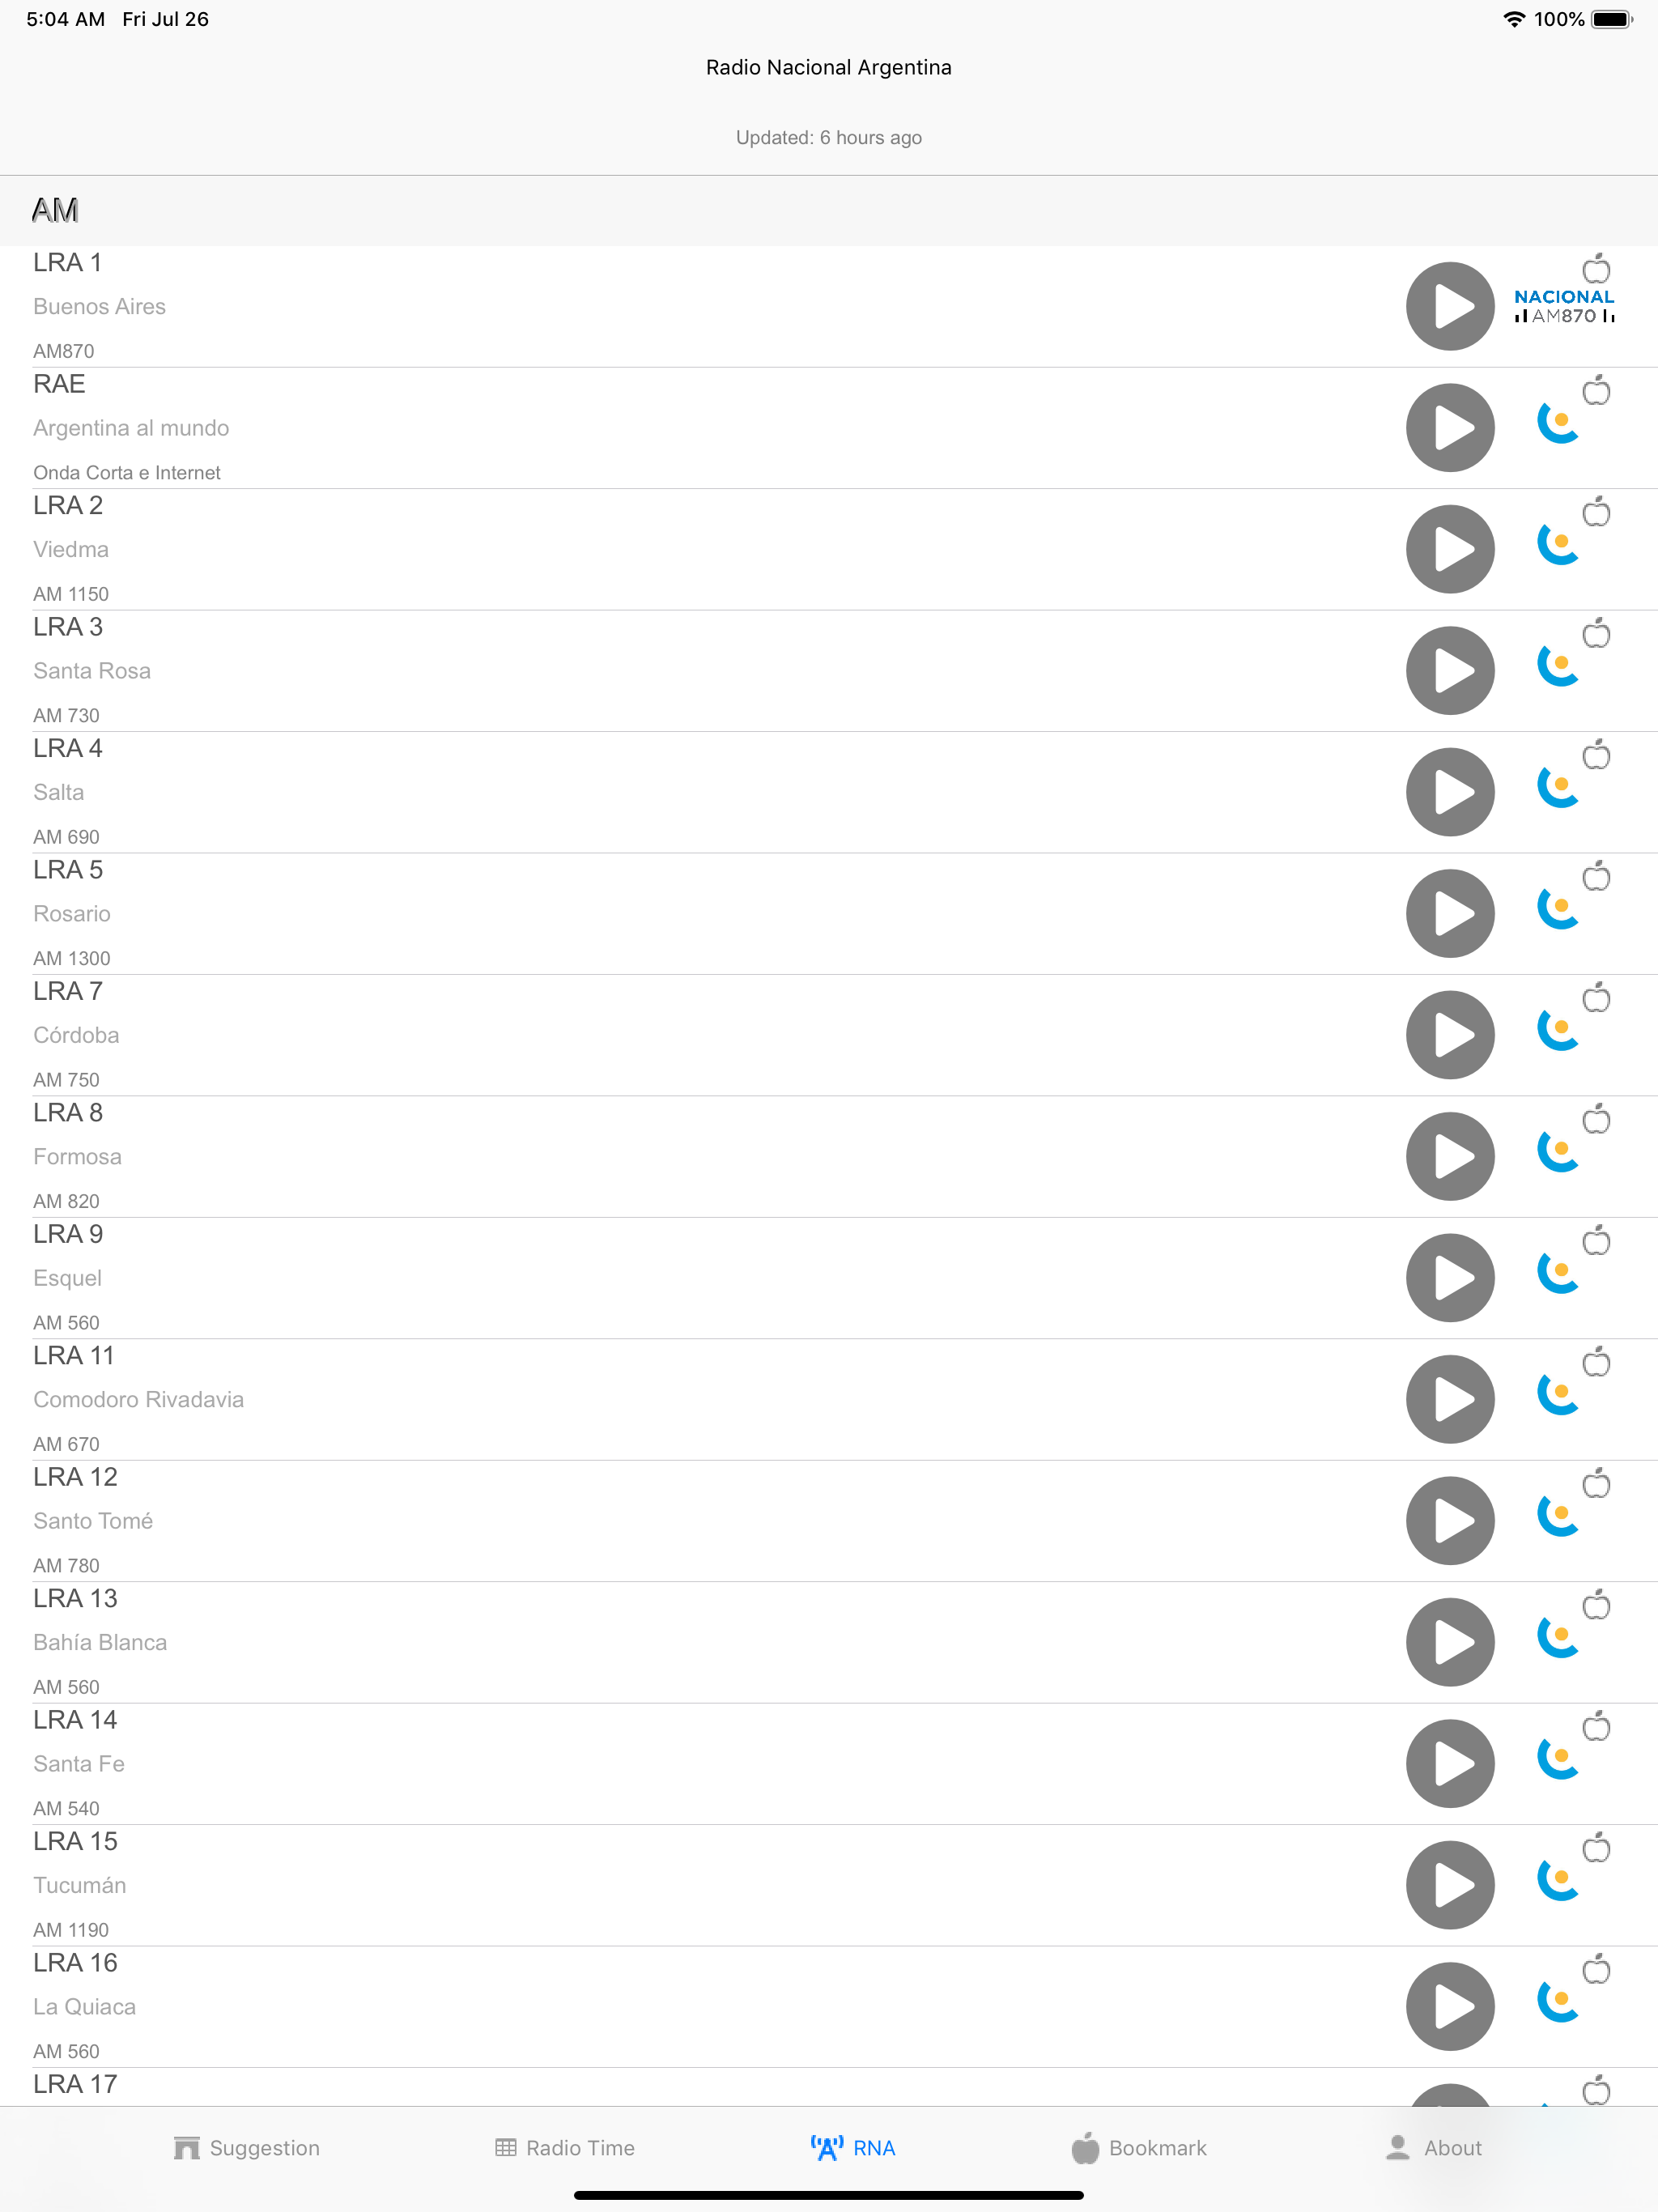 5:04 AM Fri Jul 26 100%
Radio Nacional Argentina
Updated: 6 hours ago
AM
LRA 1
Buenos Aires
AM870
NACIONAL
AM870
RAE
Argentina al mundo
Onda Corta e Internet
LRA 2
Viedma
AM 1150
LRA 3
Santa Rosa
AM 730
LRA 4
Salta
AM 690
LRA 5
Rosario
AM 1300
LRA 7
Córdoba
AM 750
LRA 8
Formosa
AM 820
LRA 9
Esquel
AM 560
LRA 11
Comodoro Rivadavia
AM 670
LRA 12
Santo Tomé
AM 780
LRA 13
Bahía Blanca
AM 560
LRA 14
Santa Fe
AM 540
LRA 15
Tucumán
AM 1190
LRA 16
La Quiaca
AM 560
LRA 17
Suggestion Radio Time RNA Bookmark About